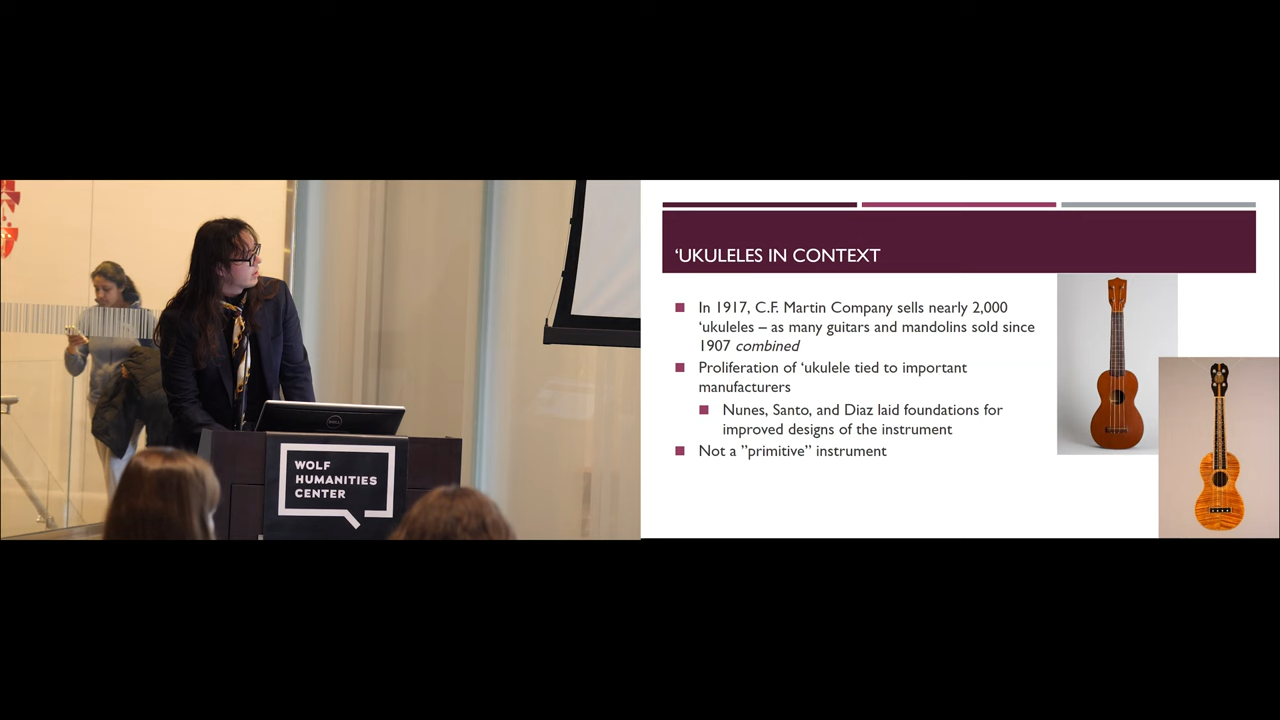 WOLF
HUMANITIES
CENTER
DELL
‘UKULELES IN CONTEXT
In 1917, C.F. Martin Company sells nearly 2,000
‘ukuleles – as many guitars and mandolins sold since
1907 combined
Proliferation of ‘ukulele tied to important
manufacturers
Nunes, Santo, and Diaz laid foundations for
improved designs of the instrument
Not a ”primitive” instrument